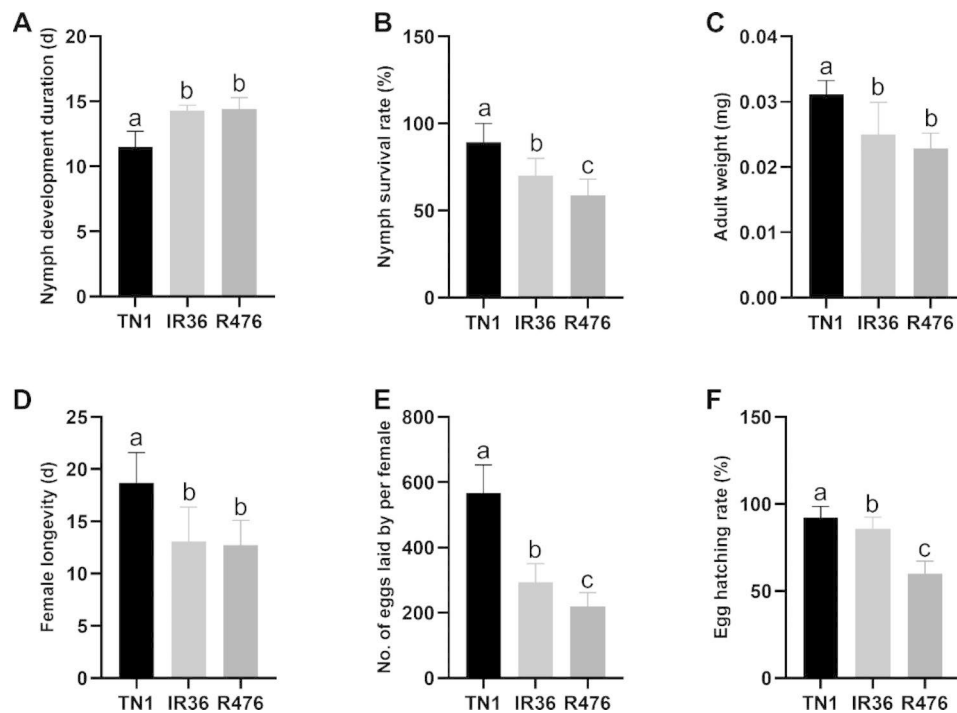 A
Nymph development duration (d)
20
15
10
5
0
a
b
b
TN1 IR36 R476
B
Nymph survival rate (%)
150
100
50
0
a
b
c
TN1 IR36 R476
C
Adult weight (mg)
0.04
0.03
0.02
0.01
0.00
a
b
b
TN1 IR36 R476
D
Female longevity (d)
25
20
15
10
5
0
a
b
b
TN1 IR36 R476
E
No. of eggs laid by per female
800
600
400
200
0
a
b
c
TN1 IR36 R476
F
Egg hatching rate (%)
150
100
50
0
a
b
c
TN1 IR36 R476